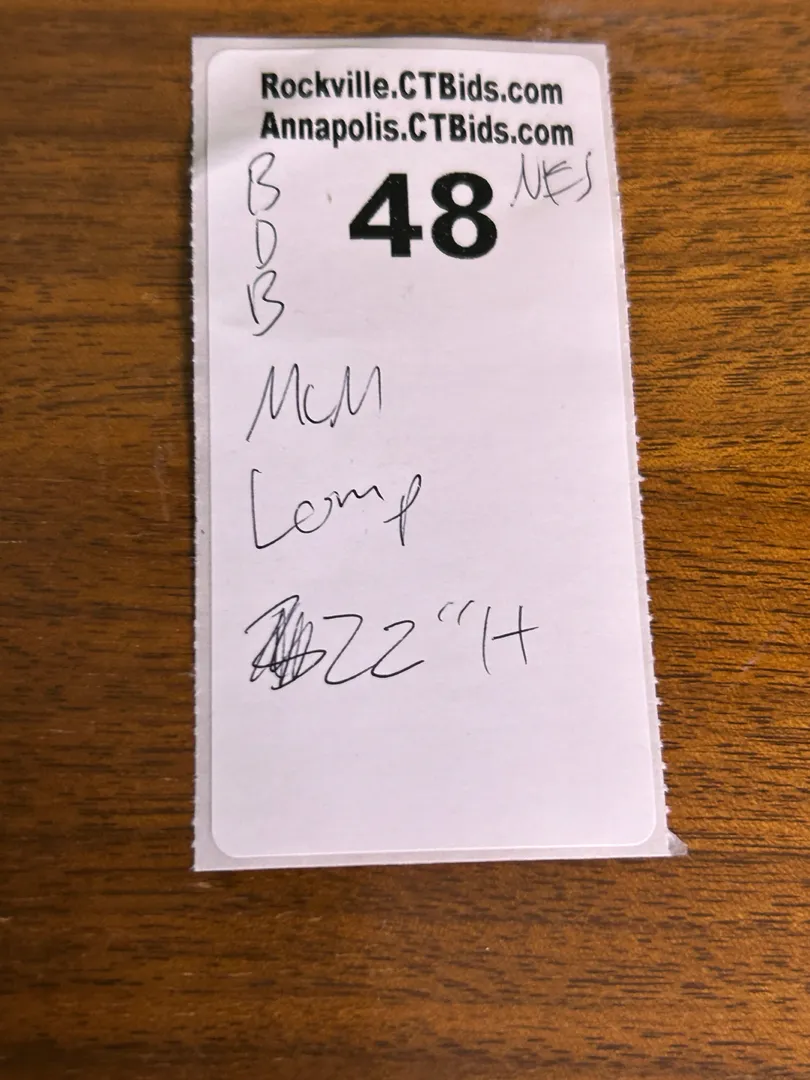 Rockville.CTBids.com
Annapolis.CTBids.com
B
48
NES
D
B
McM
Lamp
22"H